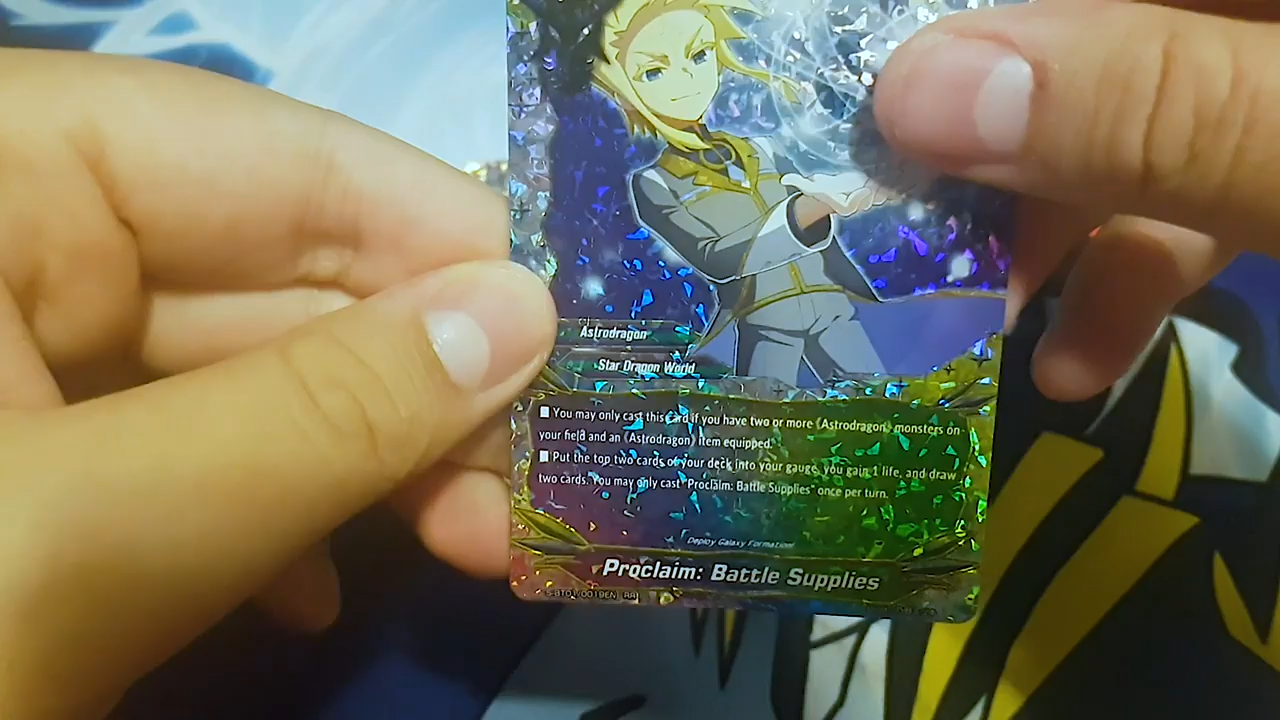 Astrodragon
Star Dragon World
■ You may only cast this card if you have two or more 《Astrodragon》 monsters on
your field and an 《Astrodragon》 item equipped.
■ Put the top two cards of your deck into your gauge, you gain 1 life, and draw
two cards. You may only cast "Proclaim: Battle Supplies" once per turn.
Deploy Galaxy Formation!
Proclaim: Battle Supplies
S-BT01/0019EN RR